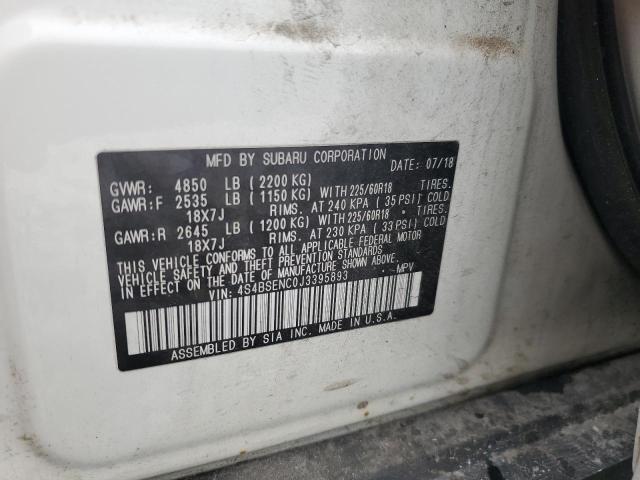 MFD BY SUBARU CORPORATION DATE: 07/18
GVWR: 4850 LB (2200 KG)
GAWR:F 2535 LB (1150 KG) WITH 225/60R18 TIRES.
18X7J RIMS. AT 240 KPA (35 PSI) COLD
GAWR:R 2645 LB (1200 KG) WITH 225/60R18 TIRES.
18X7J RIMS. AT 230 KPA (33 PSI) COLD
THIS VEHICLE CONFORMS TO ALL APPLICABLE FEDERAL MOTOR
VEHICLE SAFETY AND THEFT PREVENTION STANDARDS
IN EFFECT ON THE DATE OF MANUFACTURE SHOWN ABOVE.
VIN: 4S4BSENC0J3395893 MPV
ASSEMBLED BY SIA INC. MADE IN U.S.A.